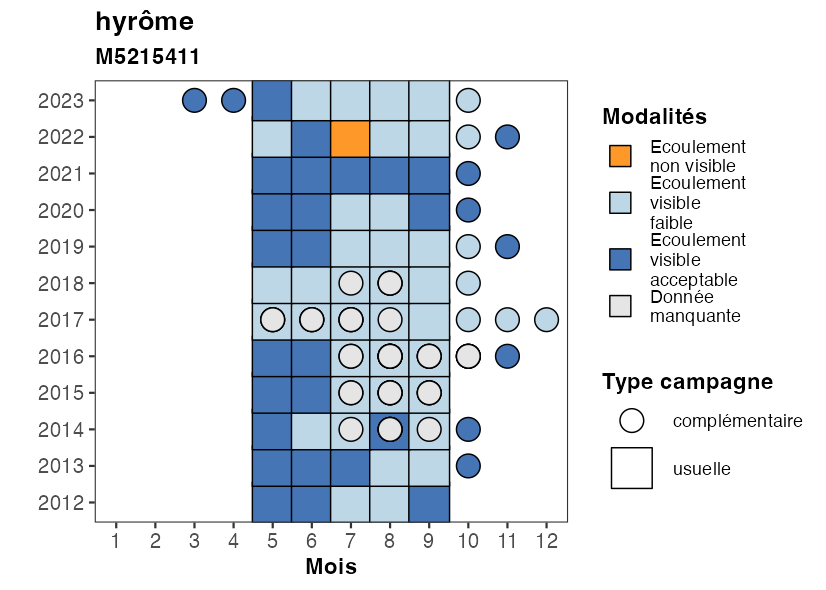 hyrôme
M5215411
2023
2022
2021
2020
2019
2018
2017
2016
2015
2014
2013
2012
1 2 3 4 5 6 7 8 9 10 11 12
Mois
Modalités
Ecoulement
non visible
Ecoulement
visible
faible
Ecoulement
visible
acceptable
Donnée
manquante
Type campagne
complémentaire
usuelle